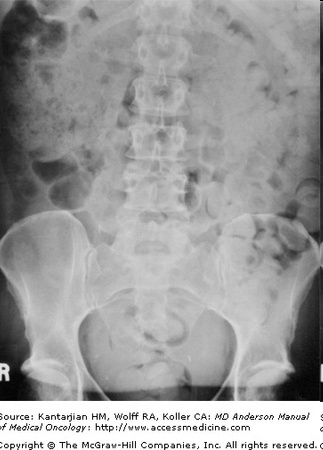 R
Source: Kantarjian HM, Wolff RA, Koller CA: MD Anderson Manual
of Medical Oncology: http://www.accessmedicine.com
Copyright © The McGraw-Hill Companies, Inc. All rights reserved.